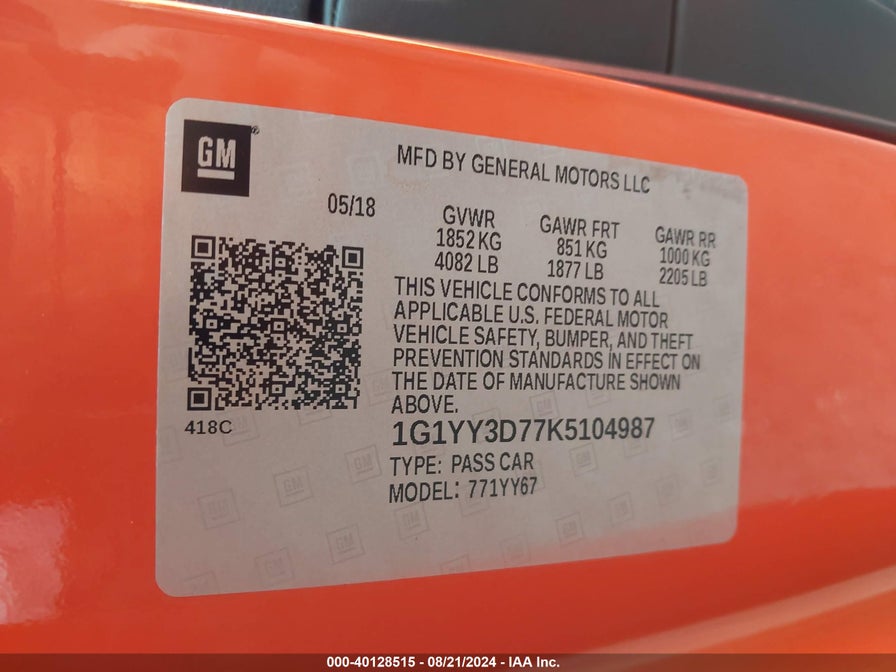 GM
MFD BY GENERAL MOTORS LLC
05/18
GVWR
1852 KG
4082 LB
GAWR FRT
851 KG
1877 LB
GAWR RR
1000 KG
2205 LB
THIS VEHICLE CONFORMS TO ALL
APPLICABLE U.S. FEDERAL MOTOR
VEHICLE SAFETY, BUMPER, AND THEFT
PREVENTION STANDARDS IN EFFECT ON
THE DATE OF MANUFACTURE SHOWN
ABOVE.
418C
1G1YY3D77K5104987
TYPE: PASS CAR
MODEL: 771YY67
000-40128515 - 08/21/2024 - IAA Inc.